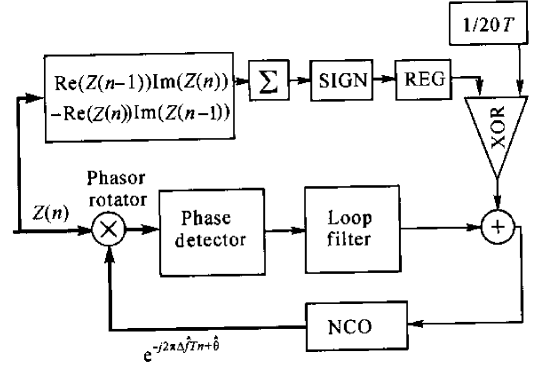 1/20T
Re(Z(n−1))Im(Z(n))
−Re(Z(n))Im(Z(n−1))
Σ
SIGN
REG
XOR
Phasor
rotator
Z(n)
×
Phase
detector
Loop
filter
+
NCO
e^{−j2πΔf̂Tn+θ̂}